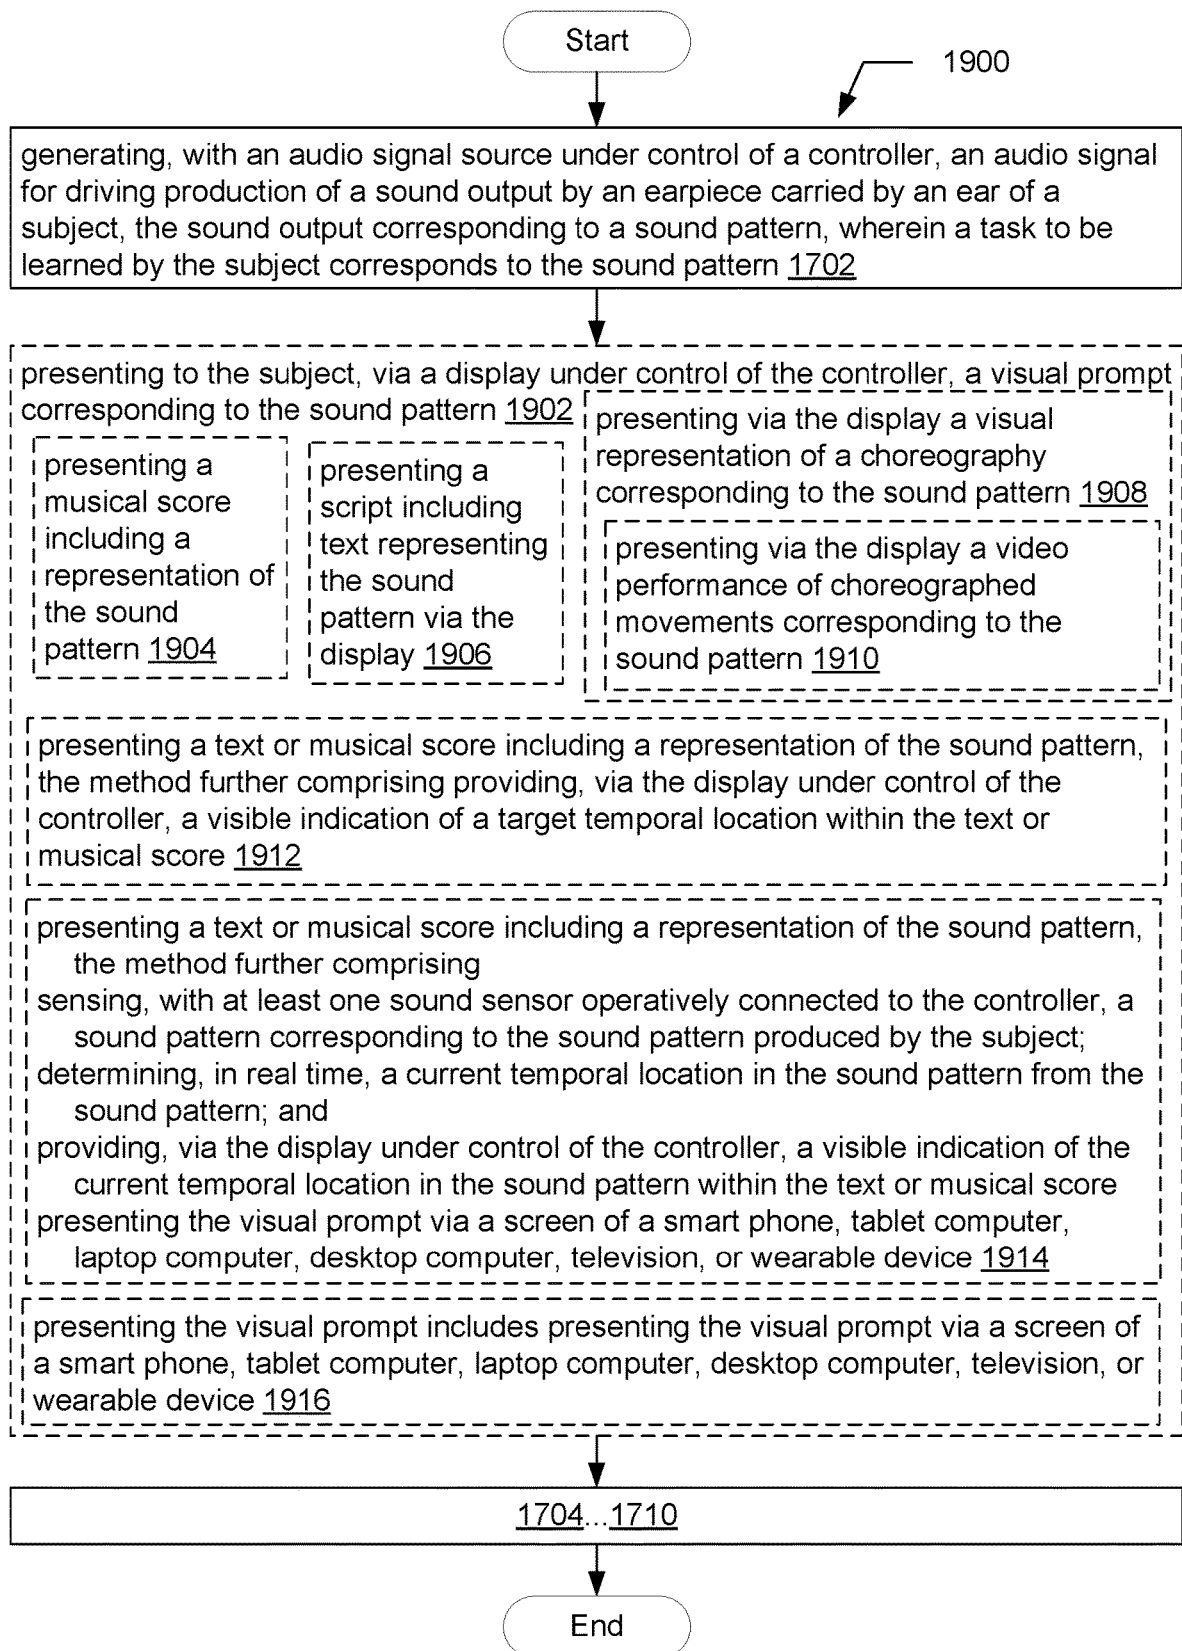 Start
1900
generating, with an audio signal source under control of a controller, an audio signal
for driving production of a sound output by an earpiece carried by an ear of a
subject, the sound output corresponding to a sound pattern, wherein a task to be
learned by the subject corresponds to the sound pattern 1702
presenting to the subject, via a display under control of the controller, a visual prompt
corresponding to the sound pattern 1902
presenting a
musical score
including a
representation of
the sound
pattern 1904
presenting a
script including
text representing
the sound
pattern via the
display 1906
presenting via the display a visual
representation of a choreography
corresponding to the sound pattern 1908
presenting via the display a video
performance of choreographed
movements corresponding to the
sound pattern 1910
presenting a text or musical score including a representation of the sound pattern,
the method further comprising providing, via the display under control of the
controller, a visible indication of a target temporal location within the text or
musical score 1912
presenting a text or musical score including a representation of the sound pattern,
the method further comprising
sensing, with at least one sound sensor operatively connected to the controller, a
sound pattern corresponding to the sound pattern produced by the subject;
determining, in real time, a current temporal location in the sound pattern from the
sound pattern; and
providing, via the display under control of the controller, a visible indication of the
current temporal location in the sound pattern within the text or musical score
presenting the visual prompt via a screen of a smart phone, tablet computer,
laptop computer, desktop computer, television, or wearable device 1914
presenting the visual prompt includes presenting the visual prompt via a screen of
a smart phone, tablet computer, laptop computer, desktop computer, television, or
wearable device 1916
1704...1710
End